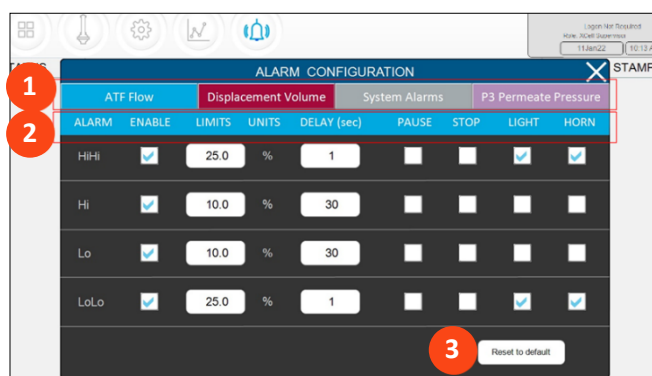 Logon Not Required
11Jan22 10:13 A
STAMP
ALARM CONFIGURATION
1
ATF Flow Displacement Volume System Alarms P3 Permeate Pressure
2
ALARM ENABLE LIMITS UNITS DELAY (sec) PAUSE STOP LIGHT HORN
HiHi 25.0 % 1
Hi 10.0 % 30
Lo 10.0 % 30
LoLo 25.0 % 1
3 Reset to default